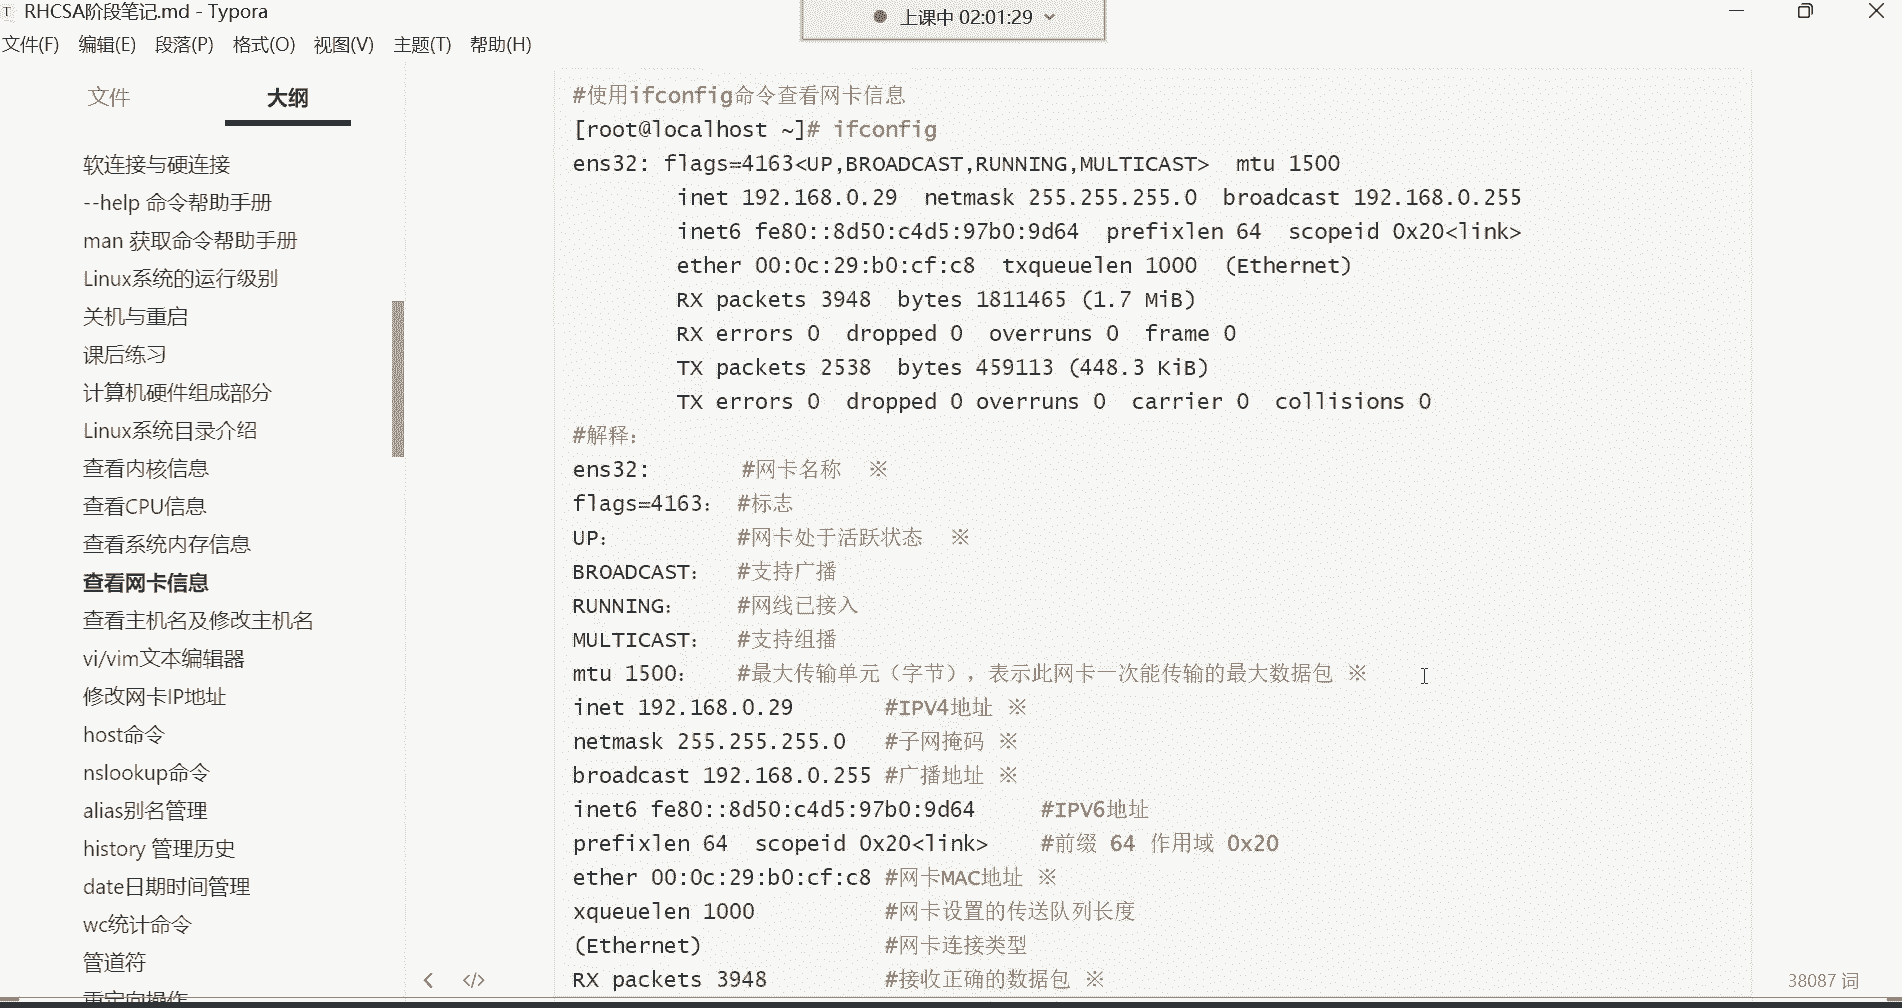 RHCSA阶段笔记.md - Typora
上课中 02:01:29
文件(F) 编辑(E) 段落(P) 格式(O) 视图(V) 主题(T) 帮助(H)
文件 大纲
软连接与硬连接
--help 命令帮助手册
man 获取命令帮助手册
Linux系统的运行级别
关机与重启
课后练习
计算机硬件组成部分
Linux系统目录介绍
查看内核信息
查看CPU信息
查看系统内存信息
查看网卡信息
查看主机名及修改主机名
vi/vim文本编辑器
修改网卡IP地址
host命令
nslookup命令
alias别名管理
history 管理历史
date日期时间管理
wc统计命令
管道符
重定向操作
#使用ifconfig命令查看网卡信息
[root@localhost ~]# ifconfig
ens32: flags=4163<UP,BROADCAST,RUNNING,MULTICAST>  mtu 1500
inet 192.168.0.29  netmask 255.255.255.0  broadcast 192.168.0.255
inet6 fe80::8d50:c4d5:97b0:9d64  prefixlen 64  scopeid 0x20<link>
ether 00:0c:29:b0:cf:c8  txqueuelen 1000  (Ethernet)
RX packets 3948  bytes 1811465 (1.7 MiB)
RX errors 0  dropped 0  overruns 0  frame 0
TX packets 2538  bytes 459113 (448.3 KiB)
TX errors 0  dropped 0 overruns 0  carrier 0  collisions 0
#解释：
ens32: #网卡名称 ※
flags=4163： #标志
UP： #网卡处于活跃状态 ※
BROADCAST： #支持广播
RUNNING： #网线已接入
MULTICAST： #支持组播
mtu 1500： #最大传输单元（字节），表示此网卡一次能传输的最大数据包 ※
inet 192.168.0.29 #IPV4地址 ※
netmask 255.255.255.0 #子网掩码 ※
broadcast 192.168.0.255 #广播地址 ※
inet6 fe80::8d50:c4d5:97b0:9d64 #IPV6地址
prefixlen 64  scopeid 0x20<link> #前缀 64 作用域 0x20
ether 00:0c:29:b0:cf:c8 #网卡MAC地址 ※
xqueuelen 1000 #网卡设置的传送队列长度
(Ethernet) #网卡连接类型
RX packets 3948 #接收正确的数据包 ※
38087 词